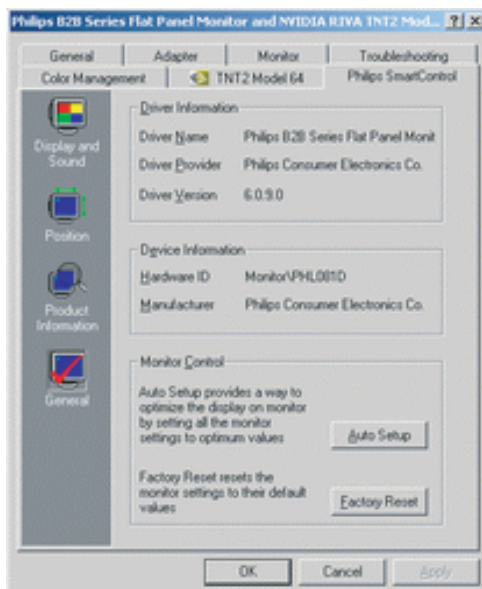 Philips B2B Series Flat Panel Monitor and NVIDIA RIVA TNT2 Mod...
General
Adapter
Monitor
Troubleshooting
Color Management
TNT2 Model 64
Philips SmartControl
Display and
Sound
Position
Product
Information
General
Driver Information
Driver Name
Philips B2B Series Flat Panel Monit
Driver Provider
Philips Consumer Electronics Co.
Driver Version
6.0.9.0
Device Information
Hardware ID
Monitor\PHL081D
Manufacturer
Philips Consumer Electronics Co.
Monitor Control
Auto Setup provides a way to
optimize the display on monitor
by setting all the monitor
settings to optimum values
Auto Setup
Factory Reset resets the
monitor settings to their default
values
Factory Reset
OK
Cancel
Apply